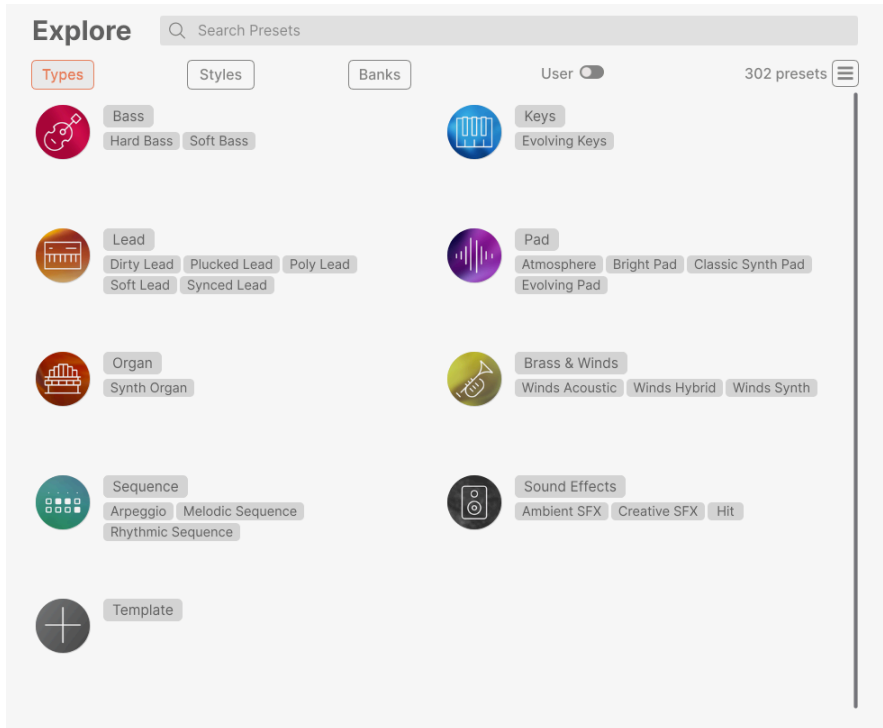 Explore
Search Presets
Types Styles Banks User 302 presets
Bass
Hard Bass Soft Bass
Keys
Evolving Keys
Lead
Dirty Lead Plucked Lead Poly Lead
Soft Lead Synced Lead
Pad
Atmosphere Bright Pad Classic Synth Pad
Evolving Pad
Organ
Synth Organ
Brass & Winds
Winds Acoustic Winds Hybrid Winds Synth
Sequence
Arpeggio Melodic Sequence
Rhythmic Sequence
Sound Effects
Ambient SFX Creative SFX Hit
Template